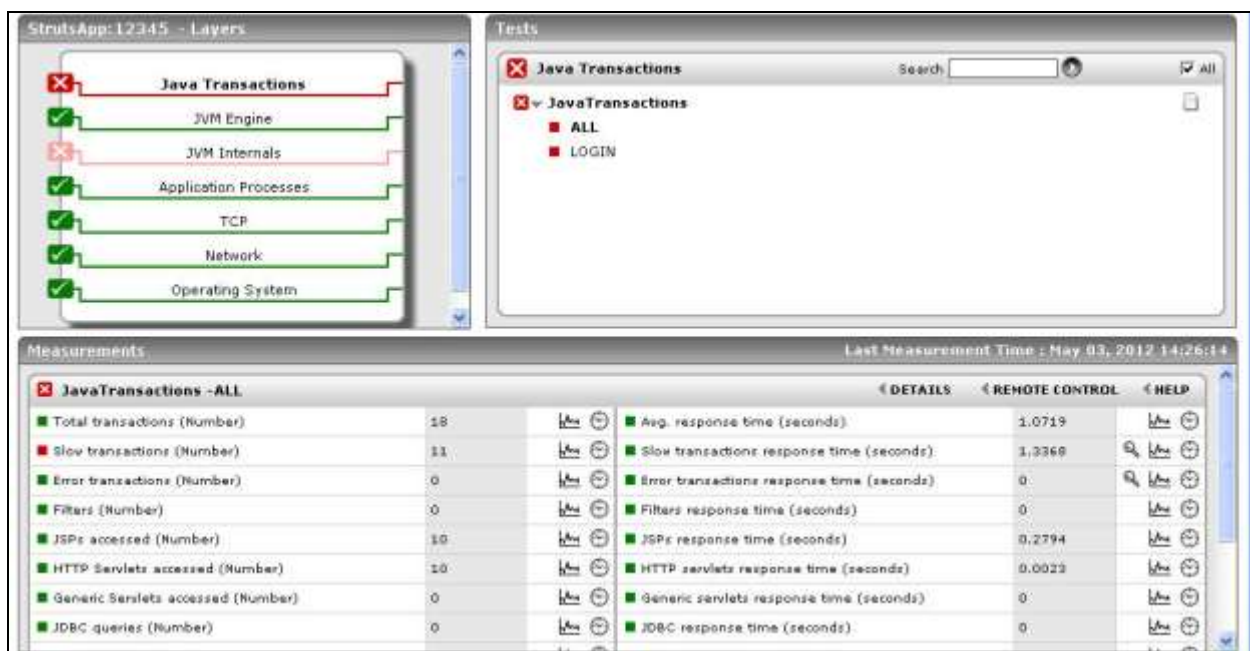 StrutsApp:12345 - Layers
Java Transactions
JVM Engine
JVM Internals
Application Processes
TCP
Network
Operating System
Tests
Java Transactions Search All
JavaTransactions
ALL
LOGIN
Measurements Last Measurement Time : May 03, 2012 14:26:14
JavaTransactions -ALL DETAILS REMOTE CONTROL HELP
Total transactions (Number) 18 Avg. response time (seconds) 1.0719
Slow transactions (Number) 11 Slow transactions response time (seconds) 1.3368
Error transactions (Number) 0 Error transactions response time (seconds) 0
Filters (Number) 0 Filters response time (seconds) 0
JSPs accessed (Number) 10 JSPs response time (seconds) 0.2794
HTTP Servlets accessed (Number) 10 HTTP servlets response time (seconds) 0.0023
Generic Servlets accessed (Number) 0 Generic servlets response time (seconds) 0
JDBC queries (Number) 0 JDBC response time (seconds) 0